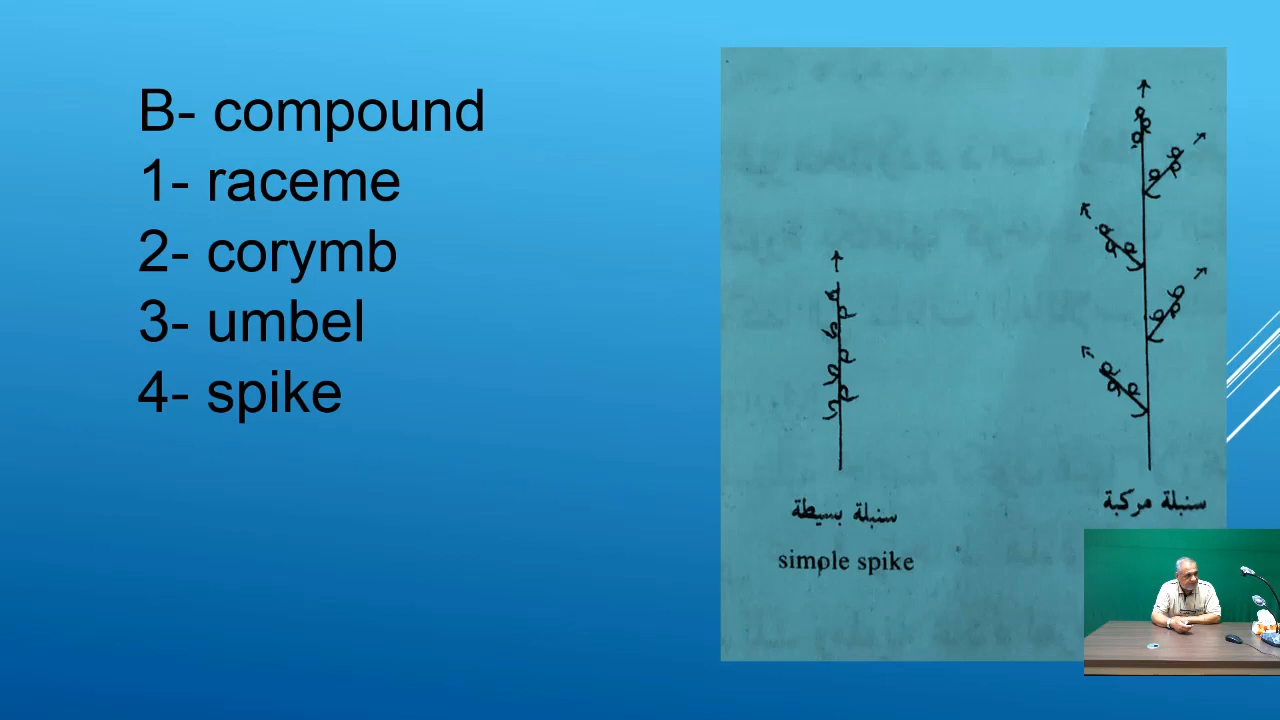 B- compound
1- raceme
2- corymb
3- umbel
4- spike
سنبلة بسيطة
simple spike
سنبلة مركبة